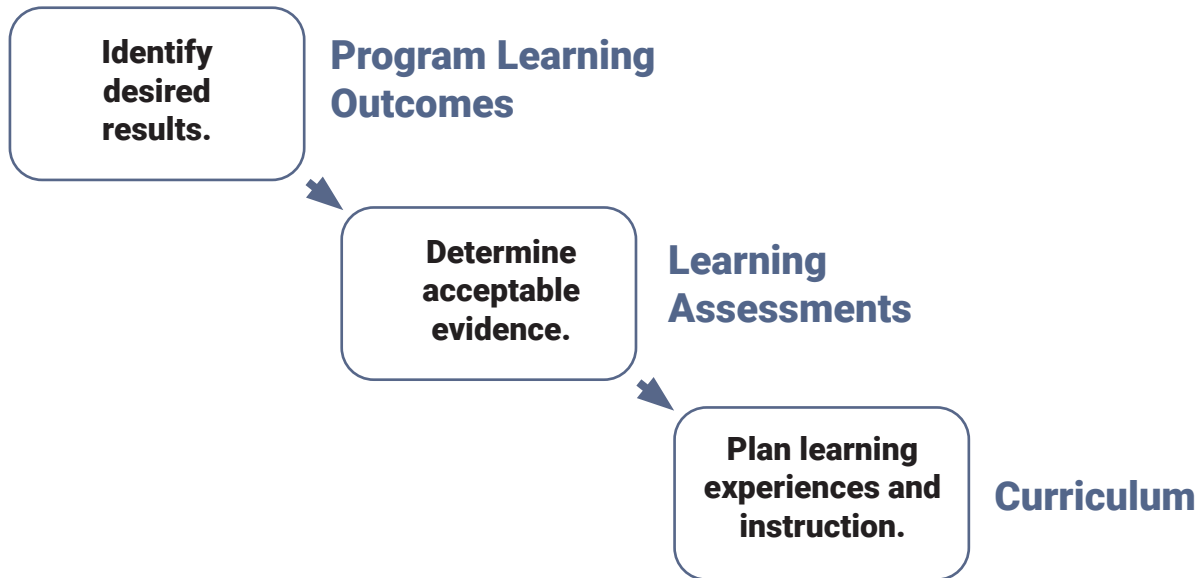 Identify
desired
results.
Program Learning
Outcomes
Determine
acceptable
evidence.
Learning
Assessments
Plan learning
experiences and
instruction.
Curriculum